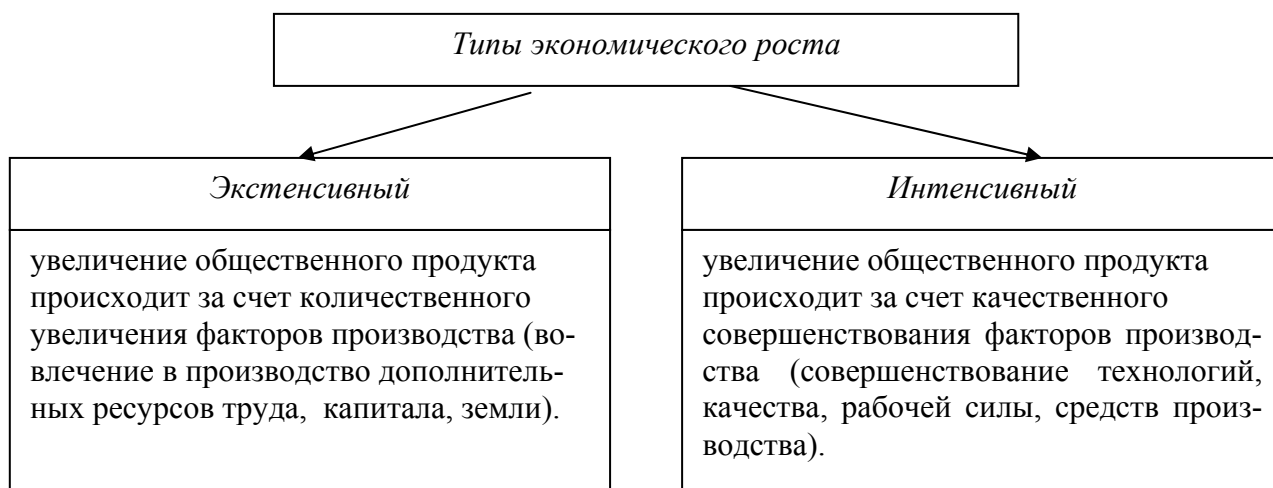 Типы экономического роста
Экстенсивный
увеличение общественного продукта
происходит за счет количественного
увеличения факторов производства (во-
влечение в производство дополнитель-
ных ресурсов труда, капитала, земли).
Интенсивный
увеличение общественного продукта
происходит за счет качественного
совершенствования факторов производ-
ства (совершенствование технологий,
качества, рабочей силы, средств произ-
водства).